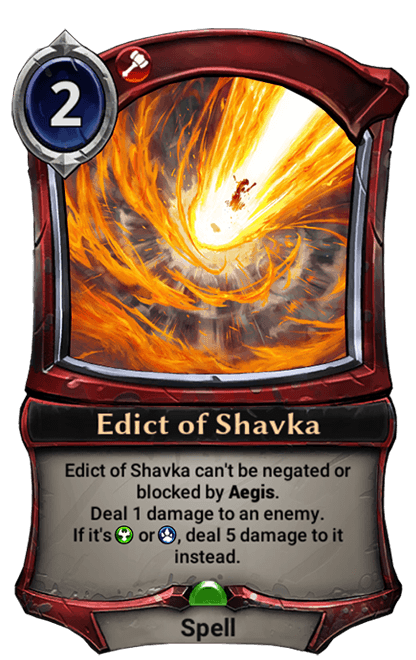 2
Edict of Shavka
Edict of Shavka can't be negated or
blocked by Aegis.
Deal 1 damage to an enemy.
If it's or , deal 5 damage to it
instead.
Spell